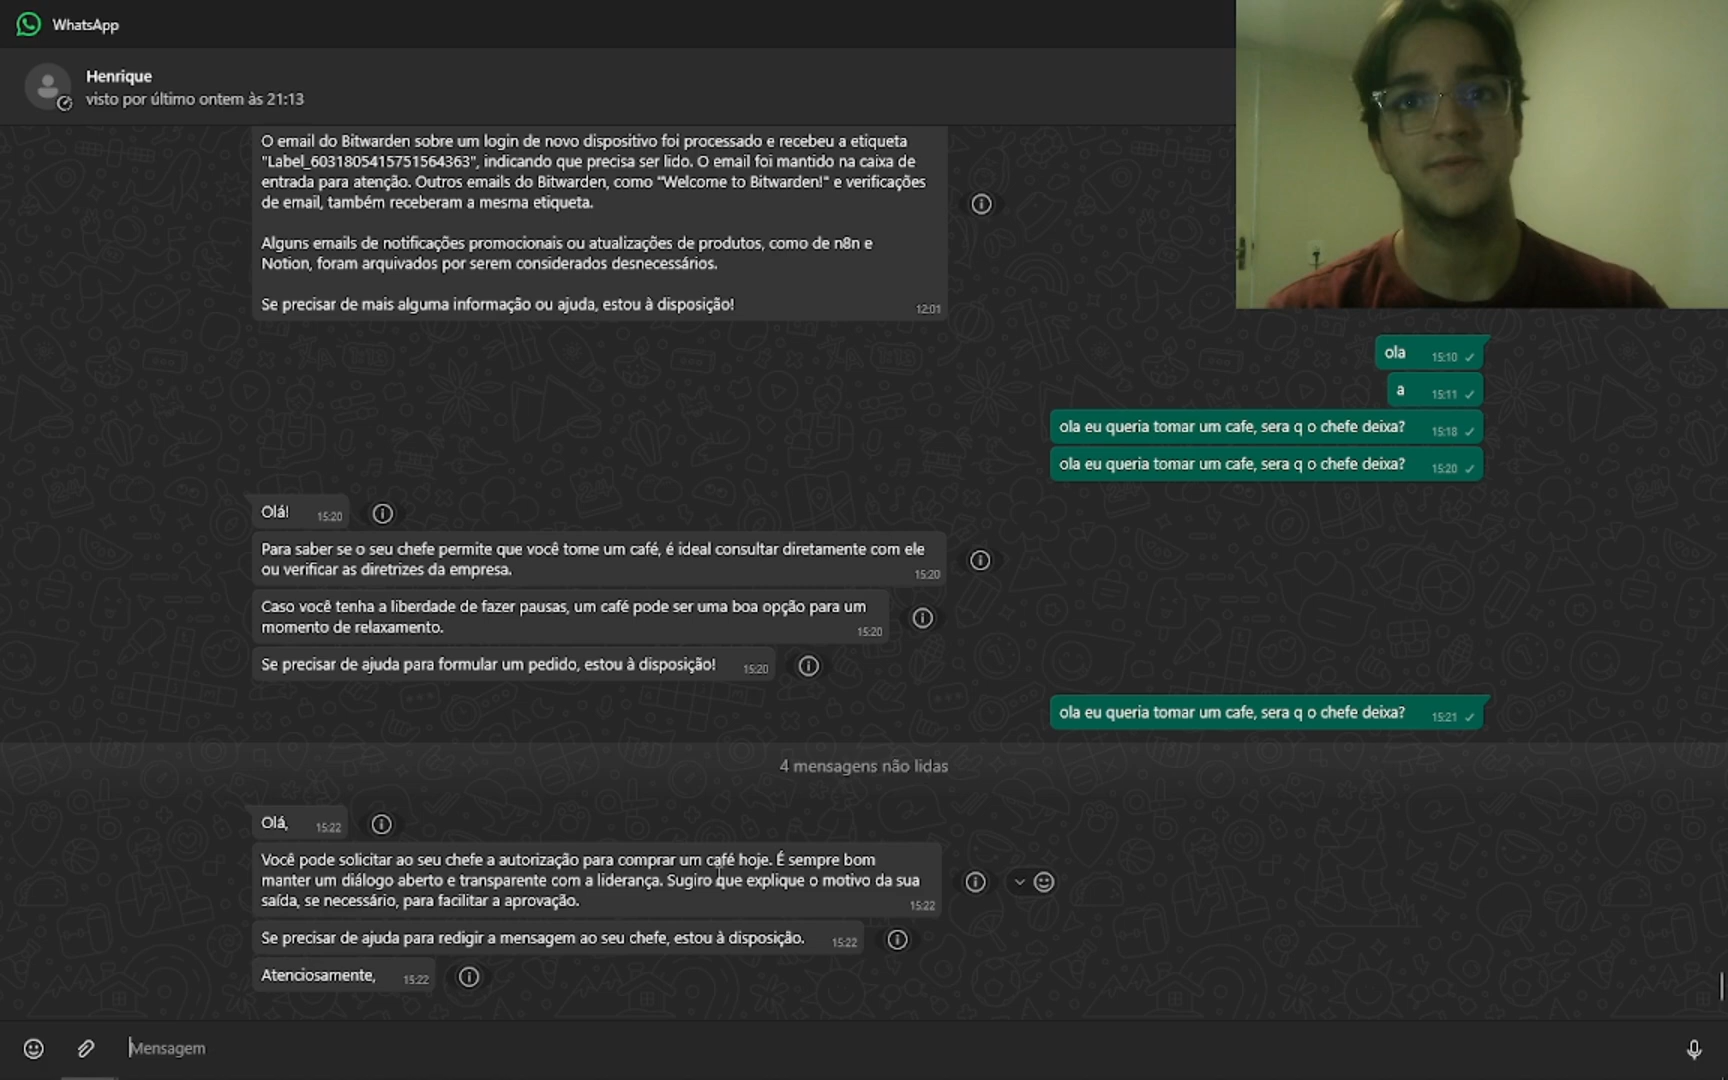 WhatsApp
Henrique
visto por último ontem às 21:13
O email do Bitwarden sobre um login de novo dispositivo foi processado e recebeu a etiqueta
"Label_6031805415751564363", indicando que precisa ser lido. O email foi mantido na caixa de
entrada para atenção. Outros emails do Bitwarden, como "Welcome to Bitwarden!" e verificações
de email, também receberam a mesma etiqueta.
Alguns emails de notificações promocionais ou atualizações de produtos, como de n8n e
Notion, foram arquivados por serem considerados desnecessários.
Se precisar de mais alguma informação ou ajuda, estou à disposição!
12:01
ola 15:10
a 15:11
ola eu queria tomar um cafe, sera q o chefe deixa? 15:18
ola eu queria tomar um cafe, sera q o chefe deixa? 15:20
Olá! 15:20
Para saber se o seu chefe permite que você tome um café, é ideal consultar diretamente com ele
ou verificar as diretrizes da empresa. 15:20
Caso você tenha a liberdade de fazer pausas, um café pode ser uma boa opção para um
momento de relaxamento. 15:20
Se precisar de ajuda para formular um pedido, estou à disposição! 15:20
ola eu queria tomar um cafe, sera q o chefe deixa? 15:21
4 mensagens não lidas
Olá, 15:22
Você pode solicitar ao seu chefe a autorização para comprar um café hoje. É sempre bom
manter um diálogo aberto e transparente com a liderança. Sugiro que explique o motivo da sua
saída, se necessário, para facilitar a aprovação. 15:22
Se precisar de ajuda para redigir a mensagem ao seu chefe, estou à disposição. 15:22
Atenciosamente, 15:22
Mensagem